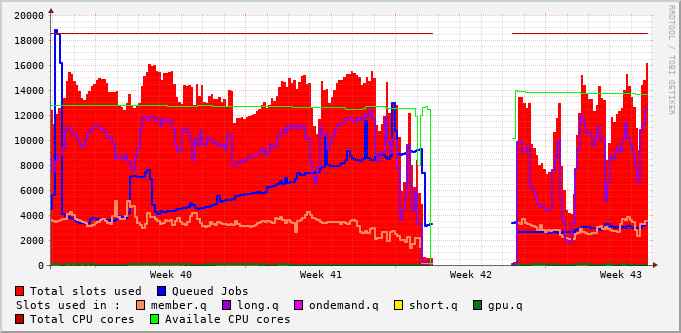 20000
18000
16000
14000
12000
10000
8000
6000
4000
2000
0
Week 40 Week 41 Week 42 Week 43
RRDTOOL / TOBI OETIKER
Total slots used Queued Jobs
Slots used in : member.q long.q ondemand.q short.q gpu.q
Total CPU cores Availale CPU cores